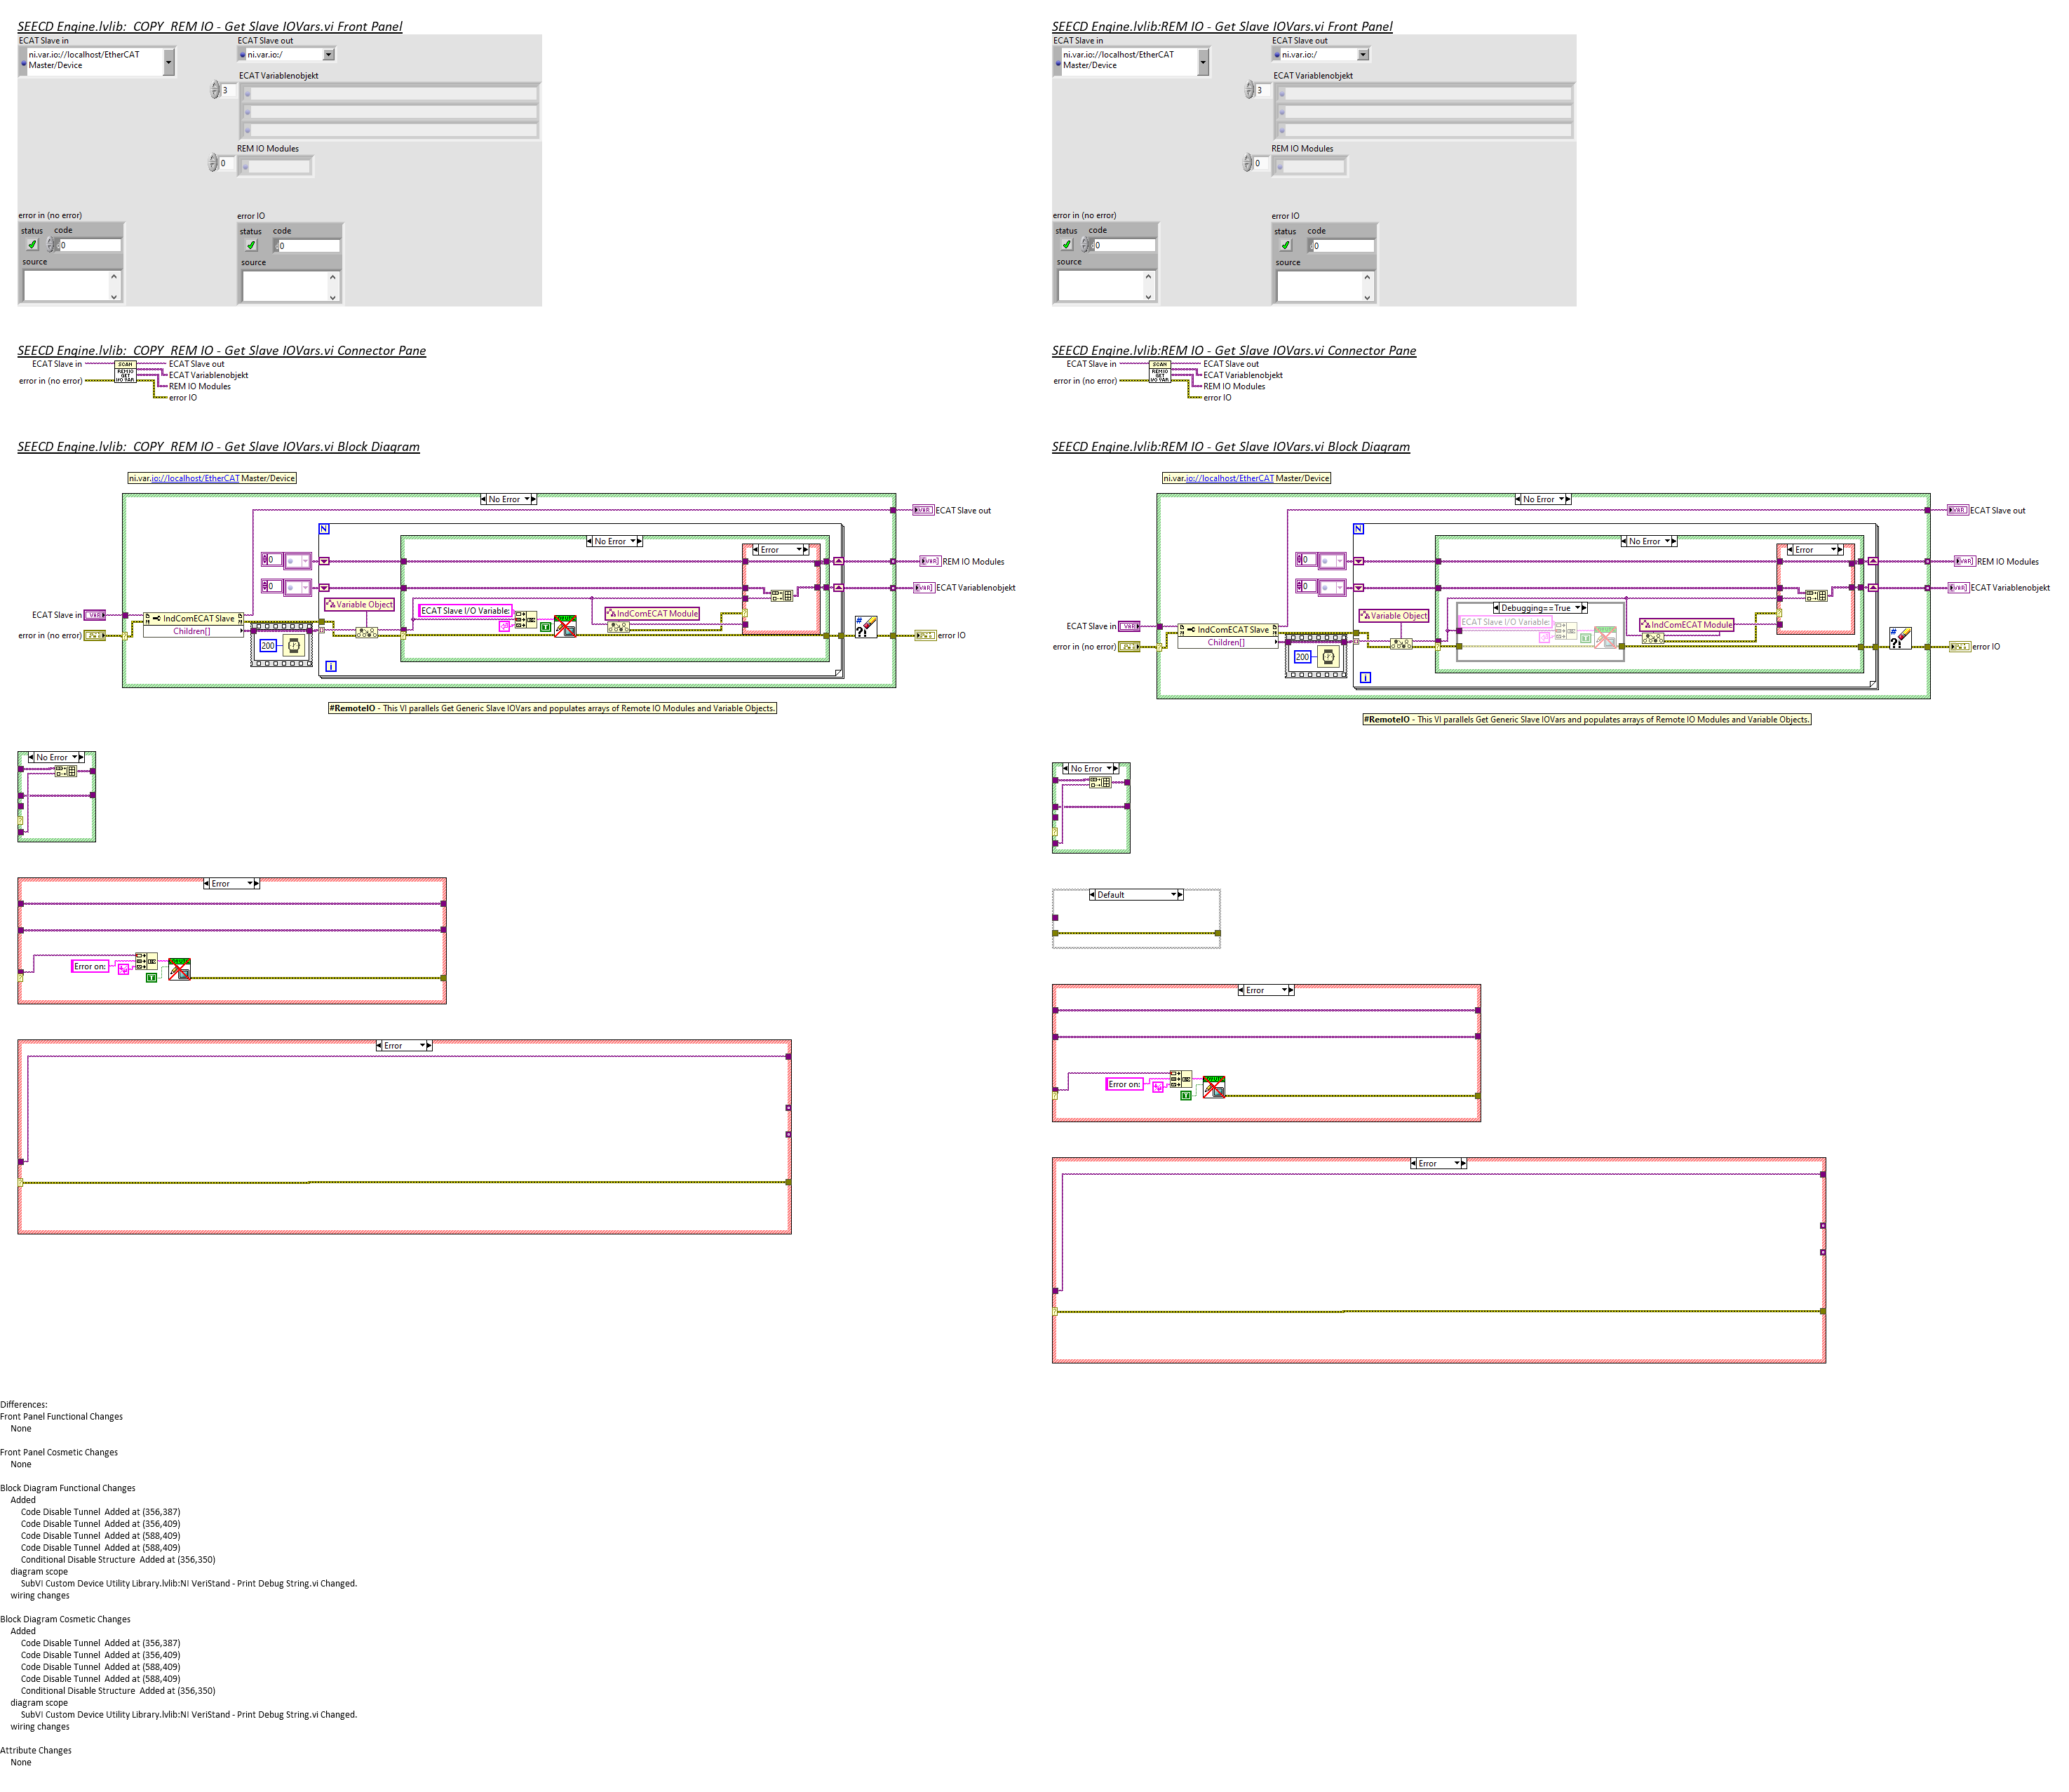 SEECD Engine.lvlib:_COPY_REM IO - Get Slave IOVars.vi Front Panel
ECAT Slave in
ni.var.io://localhost/EtherCAT
Master/Device
ECAT Slave out
ni.var.io:/
ECAT Variablenobjekt
3
REM IO Modules
0
error in (no error)
status code
0
source
error IO
status code
0
source
SEECD Engine.lvlib:_COPY_REM IO - Get Slave IOVars.vi Connector Pane
ECAT Slave in
error in (no error)
SCAN
REM IO
GET
I/O VAR
ECAT Slave out
ECAT Variablenobjekt
REM IO Modules
error IO
SEECD Engine.lvlib:_COPY_REM IO - Get Slave IOVars.vi Block Diagram
ni.var.io://localhost/EtherCAT Master/Device
No Error
ECAT Slave out
N
No Error
Error
0
REM IO Modules
0
ECAT Variablenobjekt
Variable Object
ECAT Slave I/O Variable:
IndComECAT Module
ECAT Slave in
IndComECAT Slave
Children[]
error in (no error)
200
T
#
?!
error IO
i
#RemoteIO - This VI parallels Get Generic Slave IOVars and populates arrays of Remote IO Modules and Variable Objects.
No Error
Error
Error on:
T
Error
SEECD Engine.lvlib:REM IO - Get Slave IOVars.vi Front Panel
ECAT Slave in
ni.var.io://localhost/EtherCAT
Master/Device
ECAT Slave out
ni.var.io:/
ECAT Variablenobjekt
3
REM IO Modules
0
error in (no error)
status code
0
source
error IO
status code
0
source
SEECD Engine.lvlib:REM IO - Get Slave IOVars.vi Connector Pane
ECAT Slave in
error in (no error)
SCAN
REM IO
GET
I/O VAR
ECAT Slave out
ECAT Variablenobjekt
REM IO Modules
error IO
SEECD Engine.lvlib:REM IO - Get Slave IOVars.vi Block Diagram
ni.var.io://localhost/EtherCAT Master/Device
No Error
ECAT Slave out
N
No Error
Error
0
REM IO Modules
0
ECAT Variablenobjekt
Debugging==True
Variable Object
ECAT Slave I/O Variable:
IndComECAT Module
ECAT Slave in
IndComECAT Slave
Children[]
error in (no error)
200
T
#
?!
error IO
i
#RemoteIO - This VI parallels Get Generic Slave IOVars and populates arrays of Remote IO Modules and Variable Objects.
No Error
Default
Error
Error on:
T
Error
Differences:
Front Panel Functional Changes
None
Front Panel Cosmetic Changes
None
Block Diagram Functional Changes
Added
Code Disable Tunnel Added at (356,387)
Code Disable Tunnel Added at (356,409)
Code Disable Tunnel Added at (588,409)
Code Disable Tunnel Added at (588,409)
Conditional Disable Structure Added at (356,350)
diagram scope
SubVI Custom Device Utility Library.lvlib:NI VeriStand - Print Debug String.vi Changed.
wiring changes
Block Diagram Cosmetic Changes
Added
Code Disable Tunnel Added at (356,387)
Code Disable Tunnel Added at (356,409)
Code Disable Tunnel Added at (588,409)
Code Disable Tunnel Added at (588,409)
Conditional Disable Structure Added at (356,350)
diagram scope
SubVI Custom Device Utility Library.lvlib:NI VeriStand - Print Debug String.vi Changed.
wiring changes
Attribute Changes
None